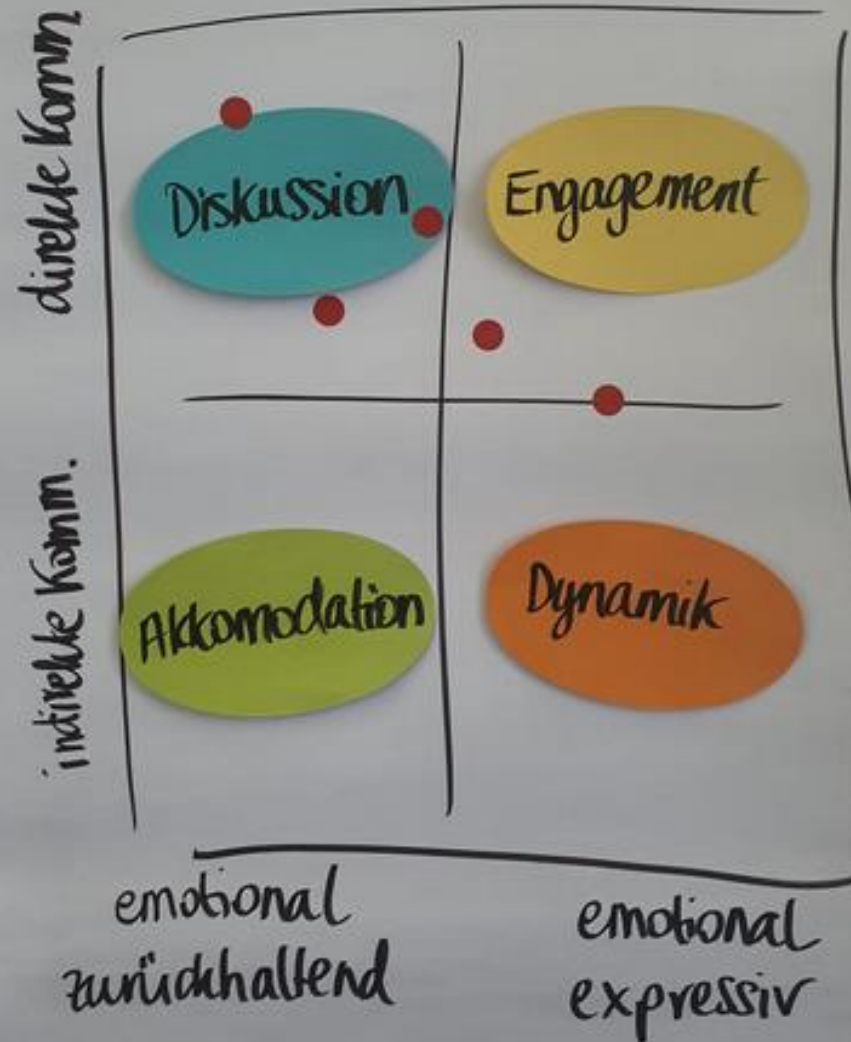 direkte Komm
Diskussion
Engagement
indirekte Komm.
Akkomodation
Dynamik
emotional
zurückhaltend
emotional
expressiv